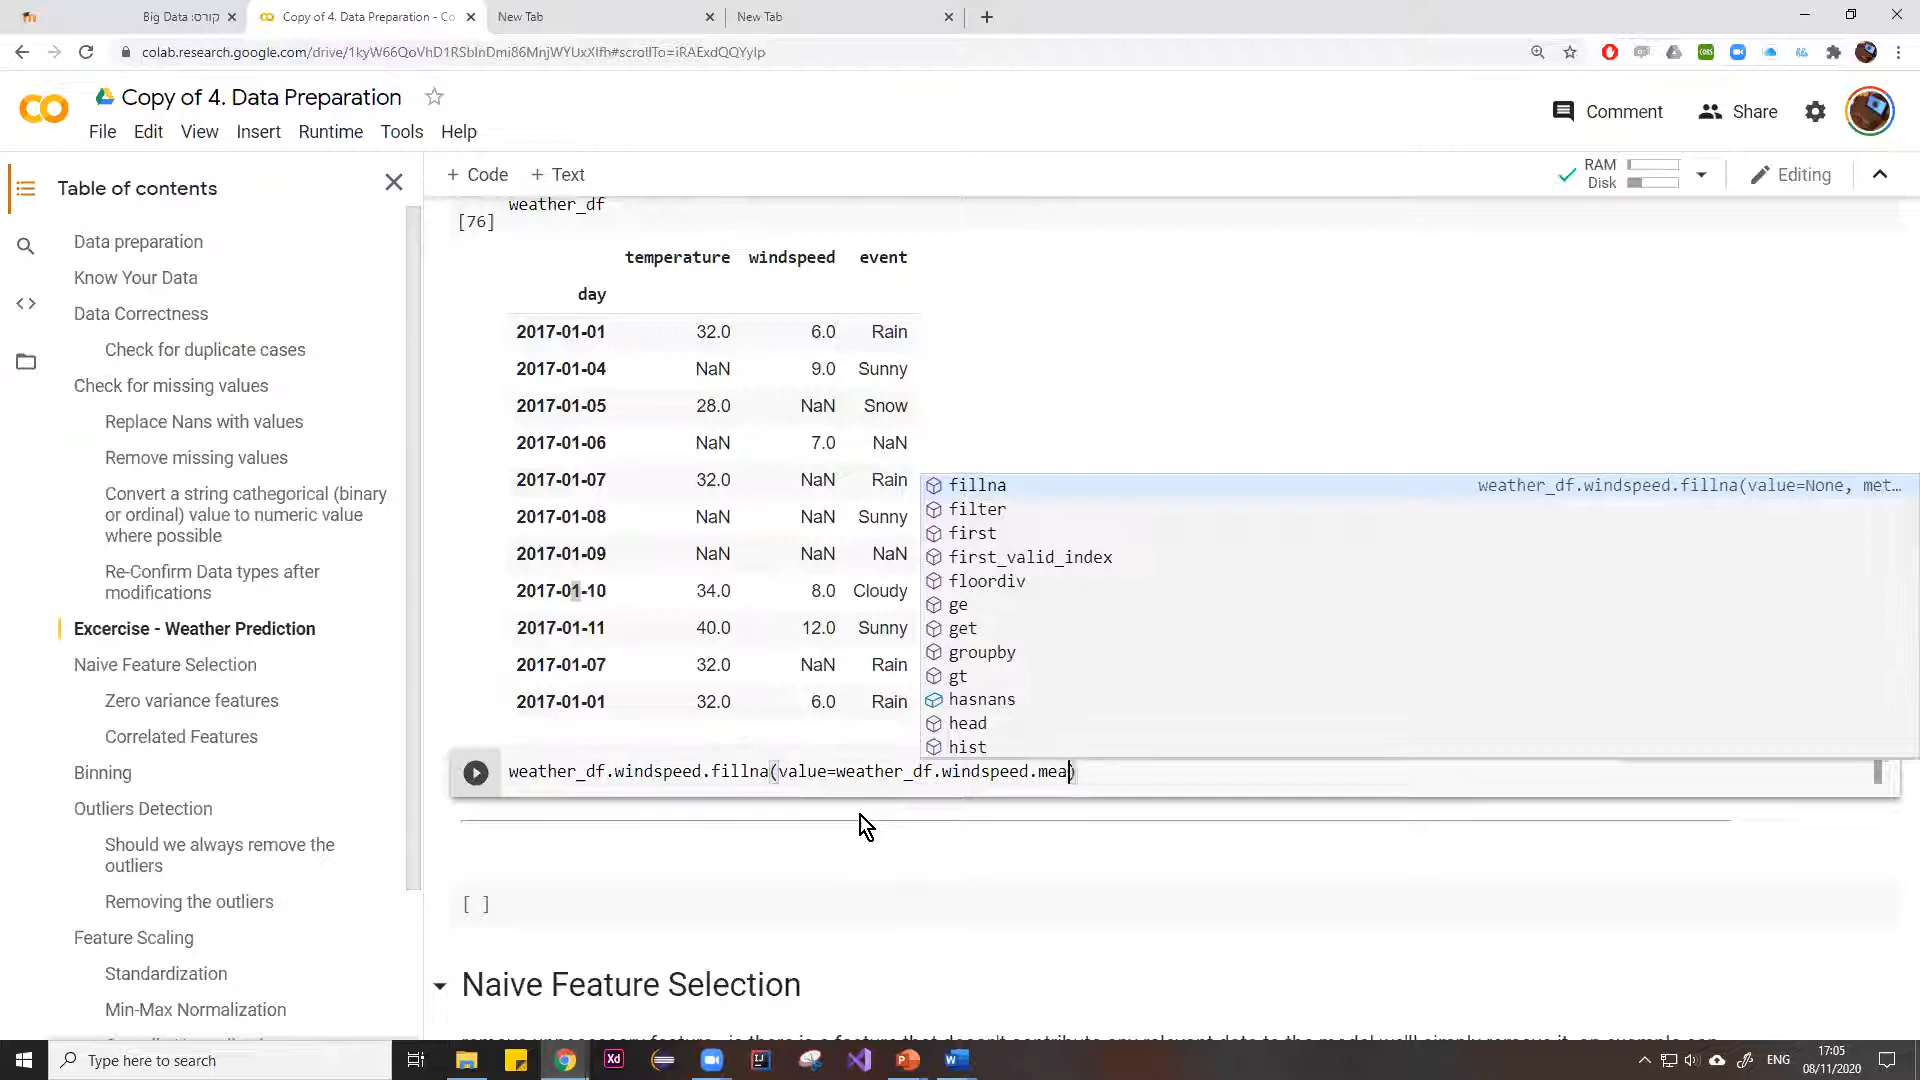 Big Data :קורס
Copy of 4. Data Preparation - Co
New Tab
New Tab
colab.research.google.com/drive/1kyW66QoVhD1RSbInDmi86MnjWYUxXlfh#scrollTo=iRAExdQQYyIp
Copy of 4. Data Preparation
File Edit View Insert Runtime Tools Help
Comment
Share
+ Code + Text
RAM
Disk
Editing
Table of contents
Data preparation
Know Your Data
Data Correctness
Check for duplicate cases
Check for missing values
Replace Nans with values
Remove missing values
Convert a string cathegorical (binary
or ordinal) value to numeric value
where possible
Re-Confirm Data types after
modifications
Excercise - Weather Prediction
Naive Feature Selection
Zero variance features
Correlated Features
Binning
Outliers Detection
Should we always remove the
outliers
Removing the outliers
Feature Scaling
Standardization
Min-Max Normalization
weather_df
[76]
temperature windspeed event
day
2017-01-01 32.0 6.0 Rain
2017-01-04 NaN 9.0 Sunny
2017-01-05 28.0 NaN Snow
2017-01-06 NaN 7.0 NaN
2017-01-07 32.0 NaN Rain
2017-01-08 NaN NaN Sunny
2017-01-09 NaN NaN NaN
2017-01-10 34.0 8.0 Cloudy
2017-01-11 40.0 12.0 Sunny
2017-01-07 32.0 NaN Rain
2017-01-01 32.0 6.0 Rain
fillna weather_df.windspeed.fillna(value=None, met…
filter
first
first_valid_index
floordiv
ge
get
groupby
gt
hasnans
head
hist
weather_df.windspeed.fillna(value=weather_df.windspeed.mea)
[ ]
Naive Feature Selection
Type here to search
ENG
17:05
08/11/2020